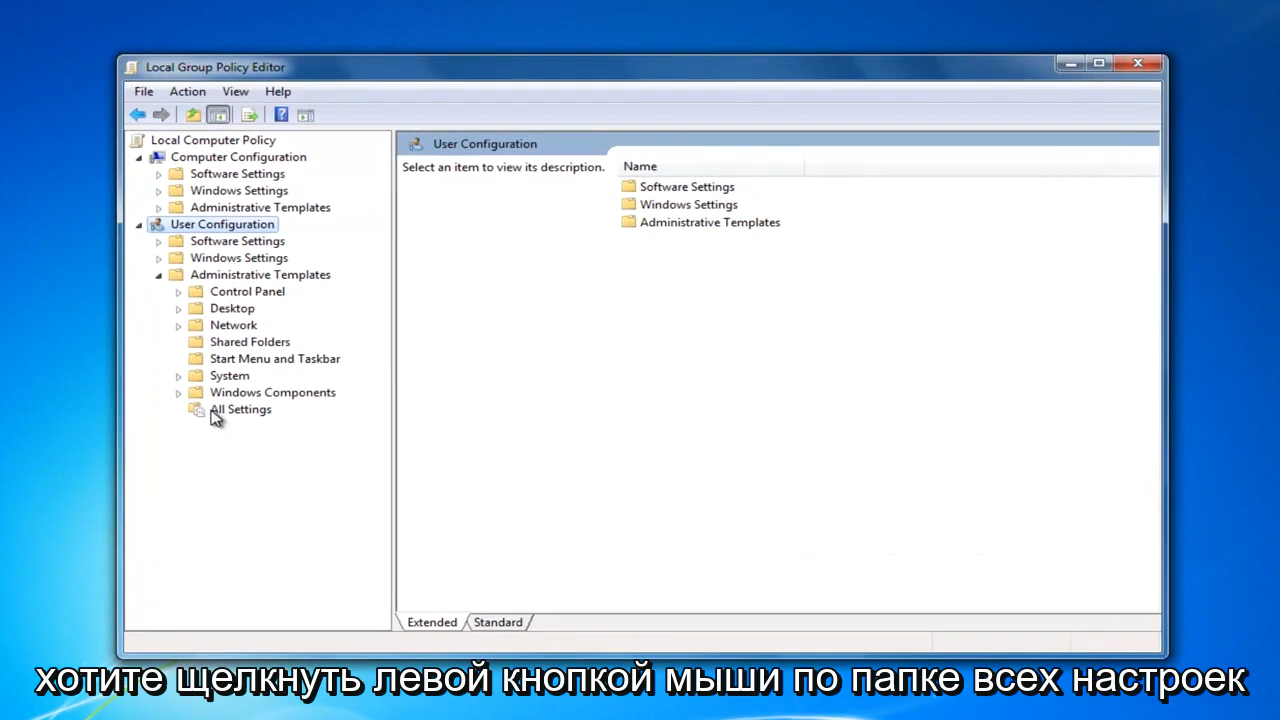 Local Group Policy Editor
File Action View Help
Local Computer Policy
Computer Configuration
Software Settings
Windows Settings
Administrative Templates
User Configuration
Software Settings
Windows Settings
Administrative Templates
Control Panel
Desktop
Network
Shared Folders
Start Menu and Taskbar
System
Windows Components
All Settings
User Configuration
Select an item to view its description.
Name
Software Settings
Windows Settings
Administrative Templates
Extended Standard
хотите щелкнуть левой кнопкой мыши по папке всех настроек